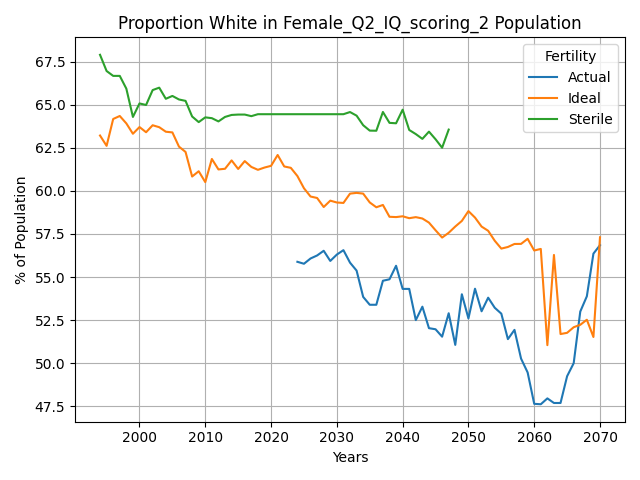 Proportion White in Female_Q2_IQ_scoring_2 Population
Fertility
Actual
Ideal
Sterile
% of Population
67.5
65.0
62.5
60.0
57.5
55.0
52.5
50.0
47.5
2000 2010 2020 2030 2040 2050 2060 2070
Years